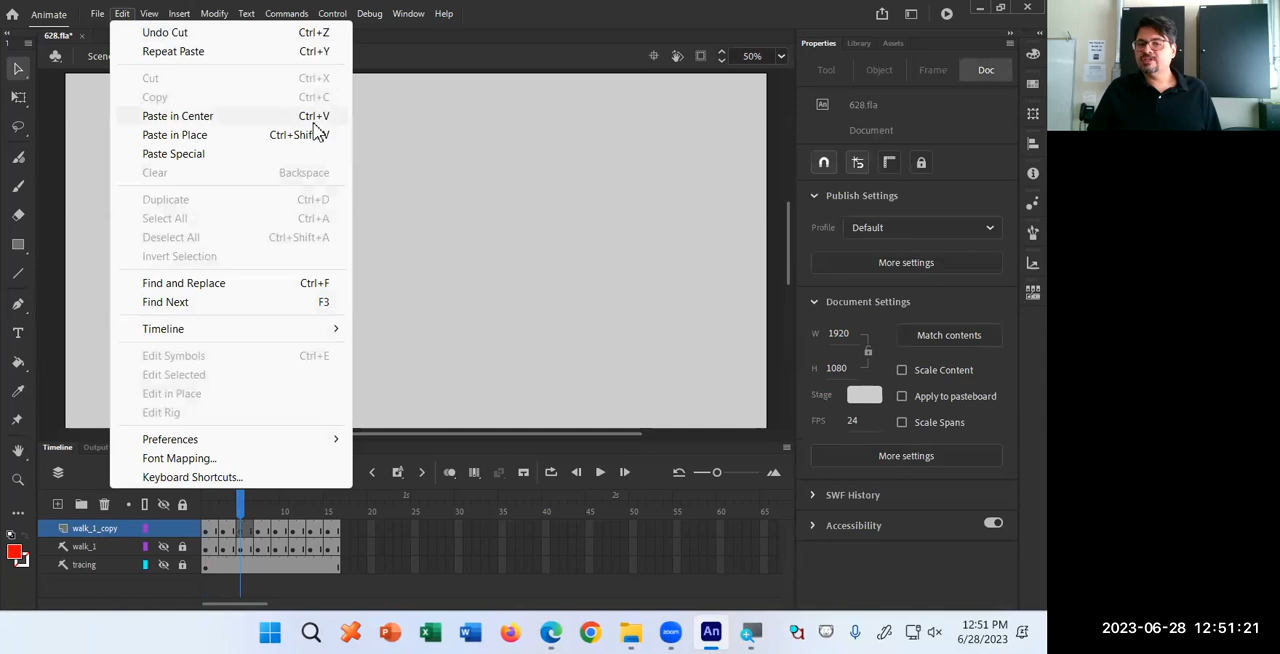 Animate File Edit View Insert Modify Text Commands Control Debug Window Help
628.fla*
Scen
50%
Undo Cut Ctrl+Z
Repeat Paste Ctrl+Y
Cut Ctrl+X
Copy Ctrl+C
Paste in Center Ctrl+V
Paste in Place Ctrl+Shift+V
Paste Special
Clear Backspace
Duplicate Ctrl+D
Select All Ctrl+A
Deselect All Ctrl+Shift+A
Invert Selection
Find and Replace Ctrl+F
Find Next F3
Timeline
Edit Symbols Ctrl+E
Edit Selected
Edit in Place
Edit Rig
Preferences
Font Mapping...
Keyboard Shortcuts...
Properties Library Assets
Tool Object Frame Doc
An 628.fla
Document
Publish Settings
Profile Default
More settings
Document Settings
W 1920 Match contents
H 1080 Scale Content
Stage Apply to pasteboard
FPS 24 Scale Spans
More settings
SWF History
Accessibility
Timeline Output
1s 2s
10 15 20 25 30 35 40 45 50 55 60 65
walk_1_copy
walk_1
tracing
12:51 PM
6/28/2023
2023-06-28 12:51:21